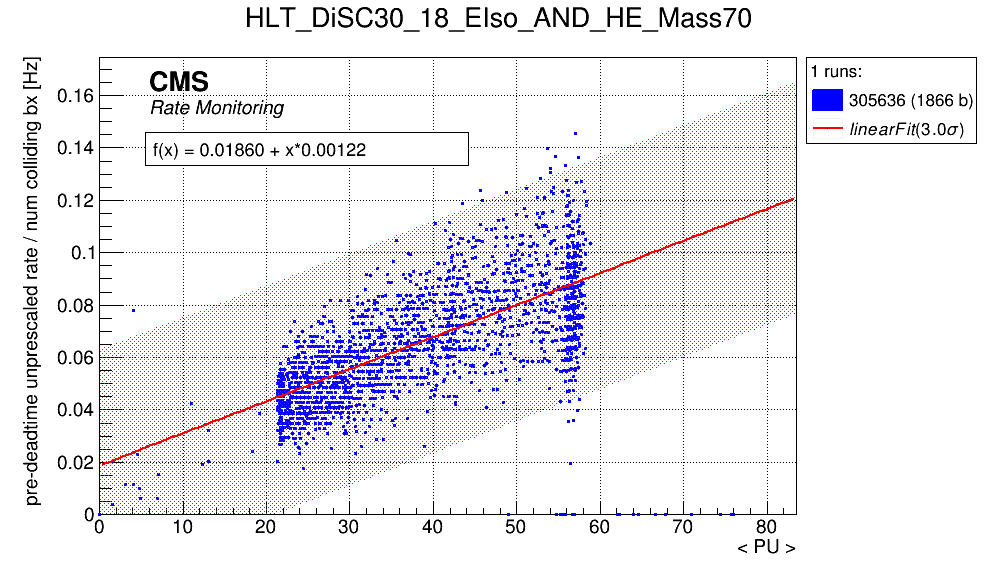 HLT_DiSC30_18_EIso_AND_HE_Mass70
pre-deadtime unprescaled rate / num colliding bx [Hz]
CMS
Rate Monitoring
f(x) = 0.01860 + x*0.00122
0.16
0.14
0.12
0.1
0.08
0.06
0.04
0.02
0
0 10 20 30 40 50 60 70 80
< PU >
1 runs:
305636 (1866 b)
linearFit(3.0σ)